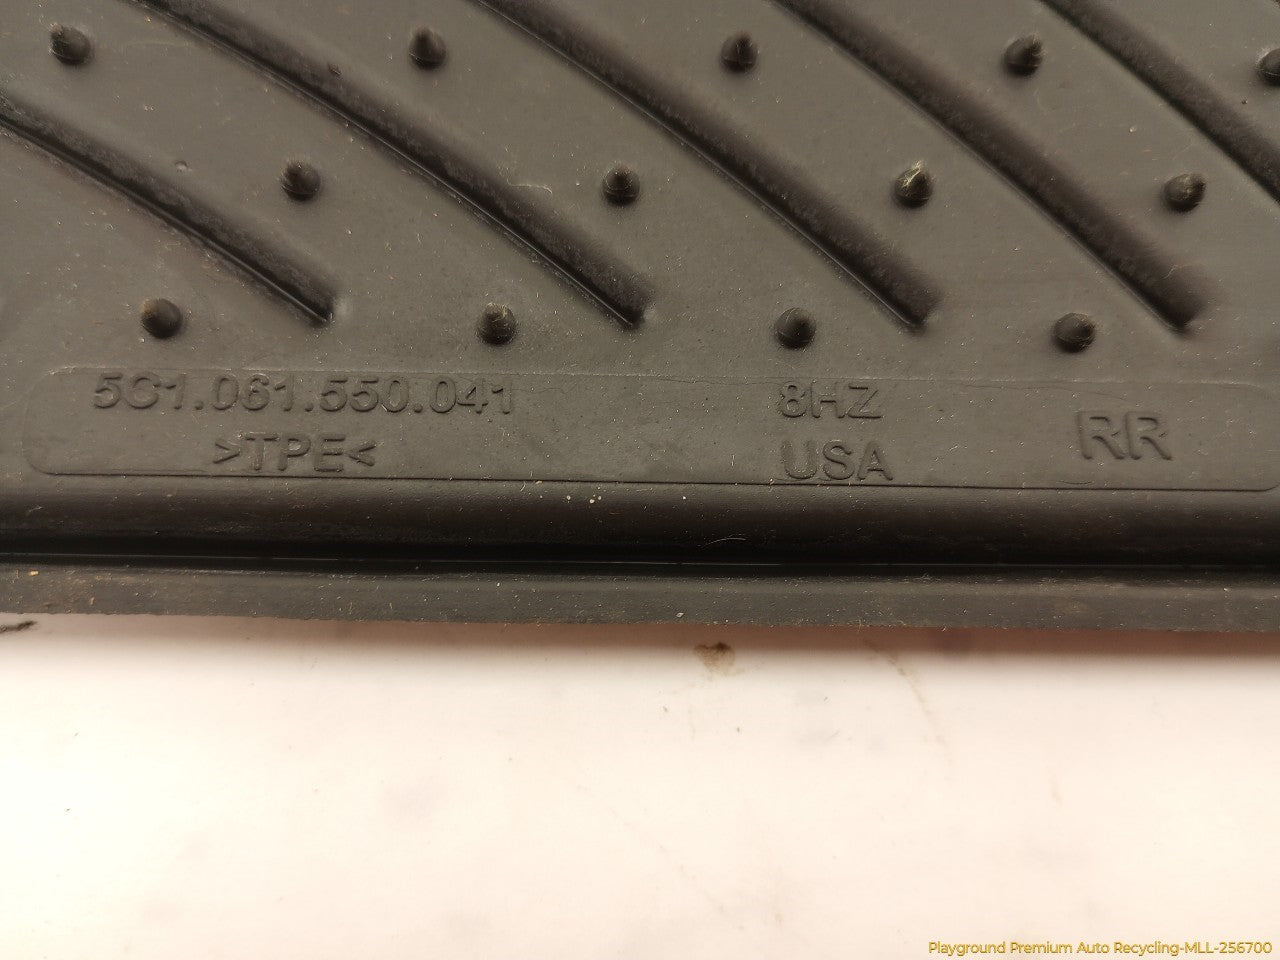 5C1.061.550.041
>TPE<
8HZ
USA
RR
Playground Premium Auto Recycling-MLL-256700